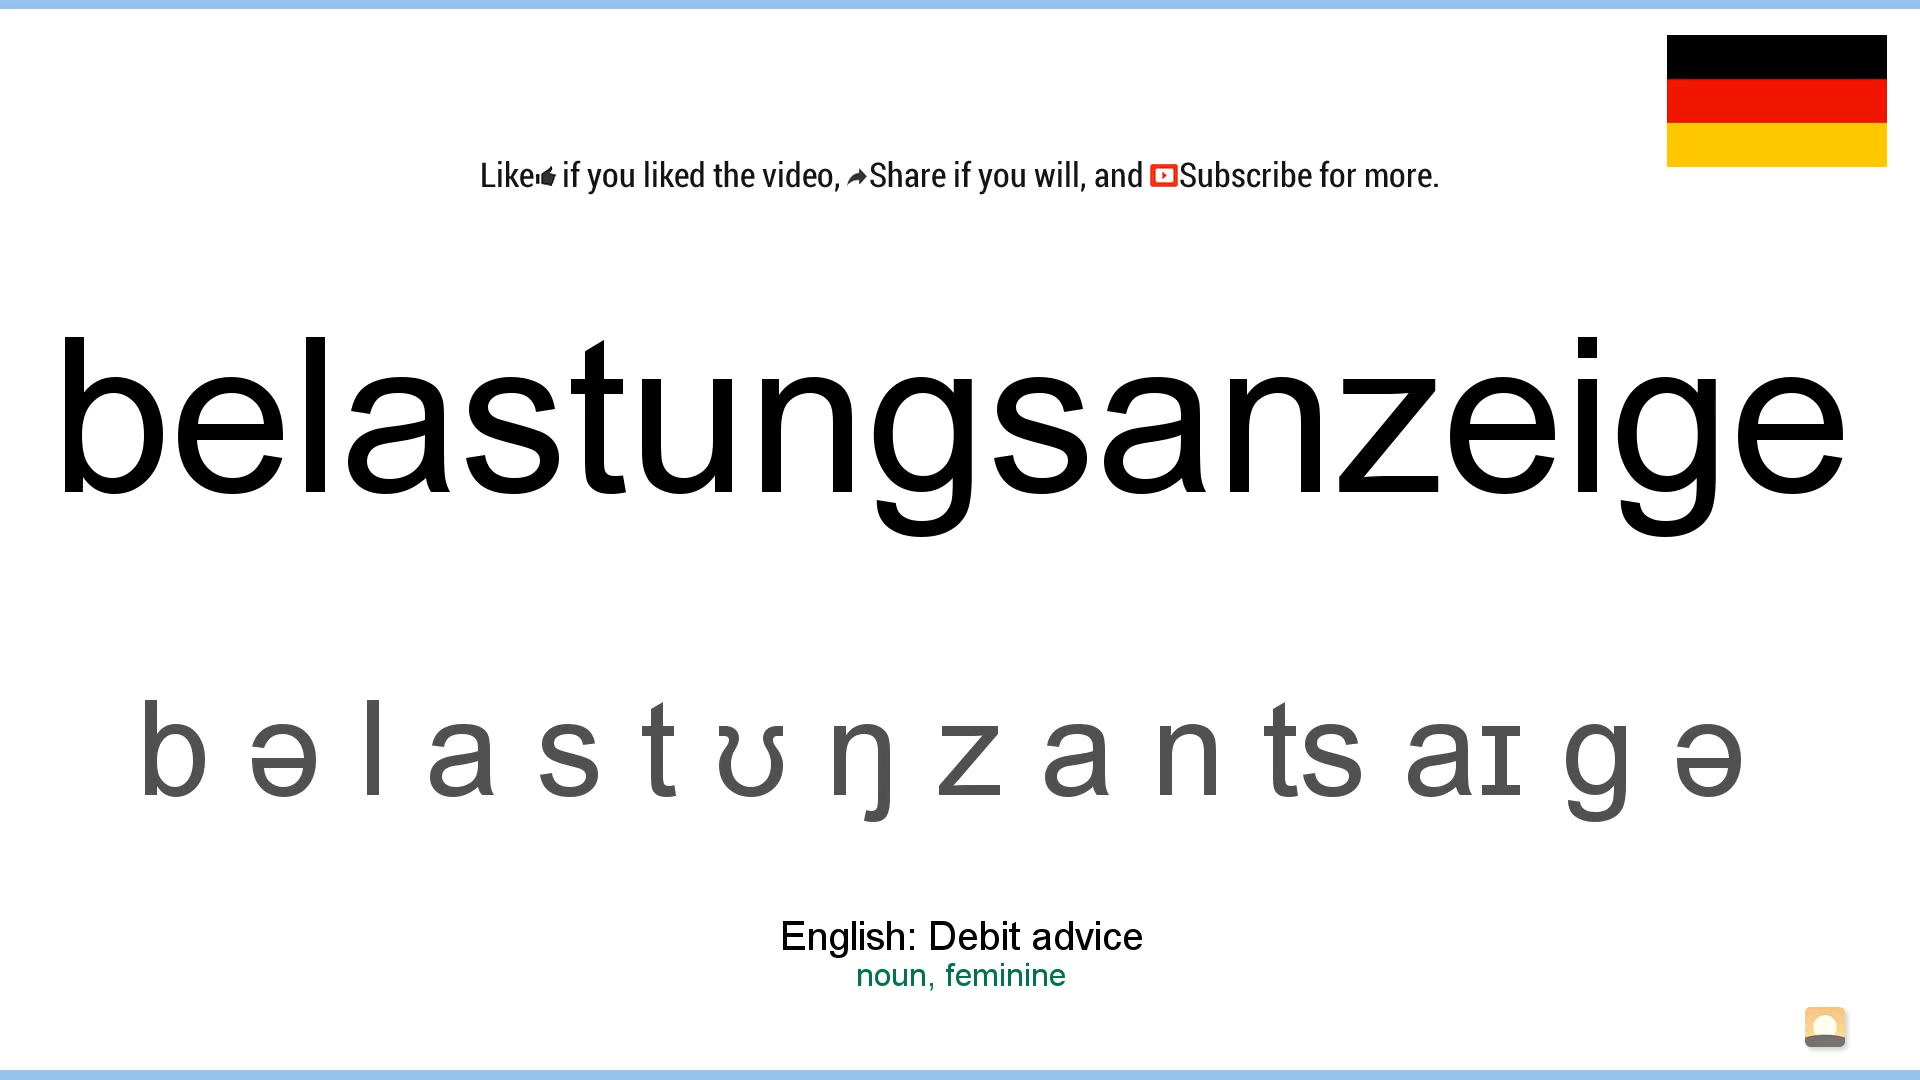 Like if you liked the video, Share if you will, and Subscribe for more.
belastungsanzeige
b ə l a s t ʊ ŋ z a n ʦ aɪ ɡ ə
English: Debit advice
noun, feminine